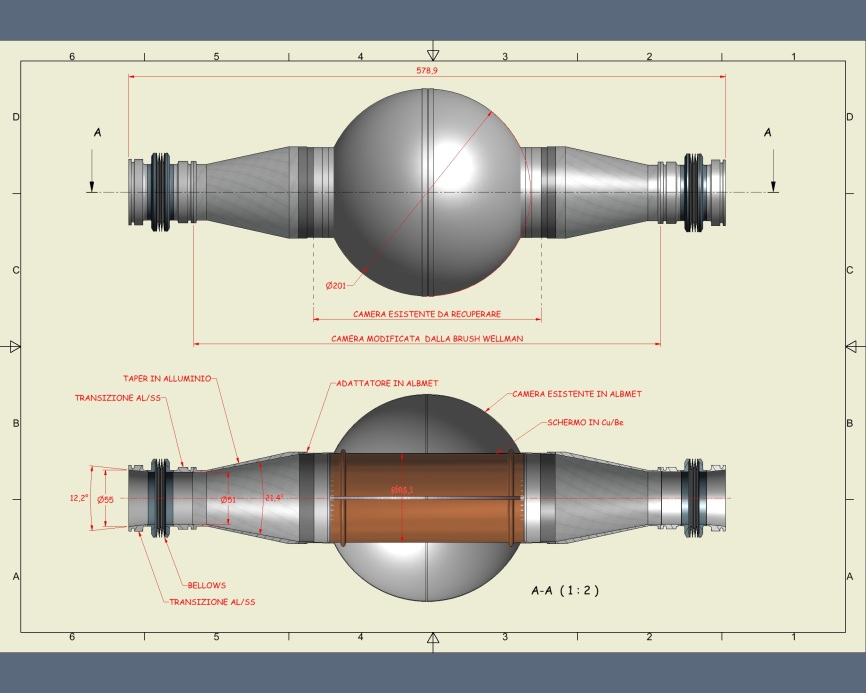 6 5 4 3 2 1
578,9
D D
A A
Ø201
C C
CAMERA ESISTENTE DA RECUPERARE
CAMERA MODIFICATA DALLA BRUSH WELLMAN
TAPER IN ALLUMINIO
ADATTATORE IN ALBMET
TRANSIZIONE AL/SS
CAMERA ESISTENTE IN ALBMET
B B
SCHERMO IN Cu/Be
12,2°
Ø55
Ø51
21,4°
A A
BELLOWS
A-A ( 1 : 2 )
TRANSIZIONE AL/SS
6 5 4 3 2 1